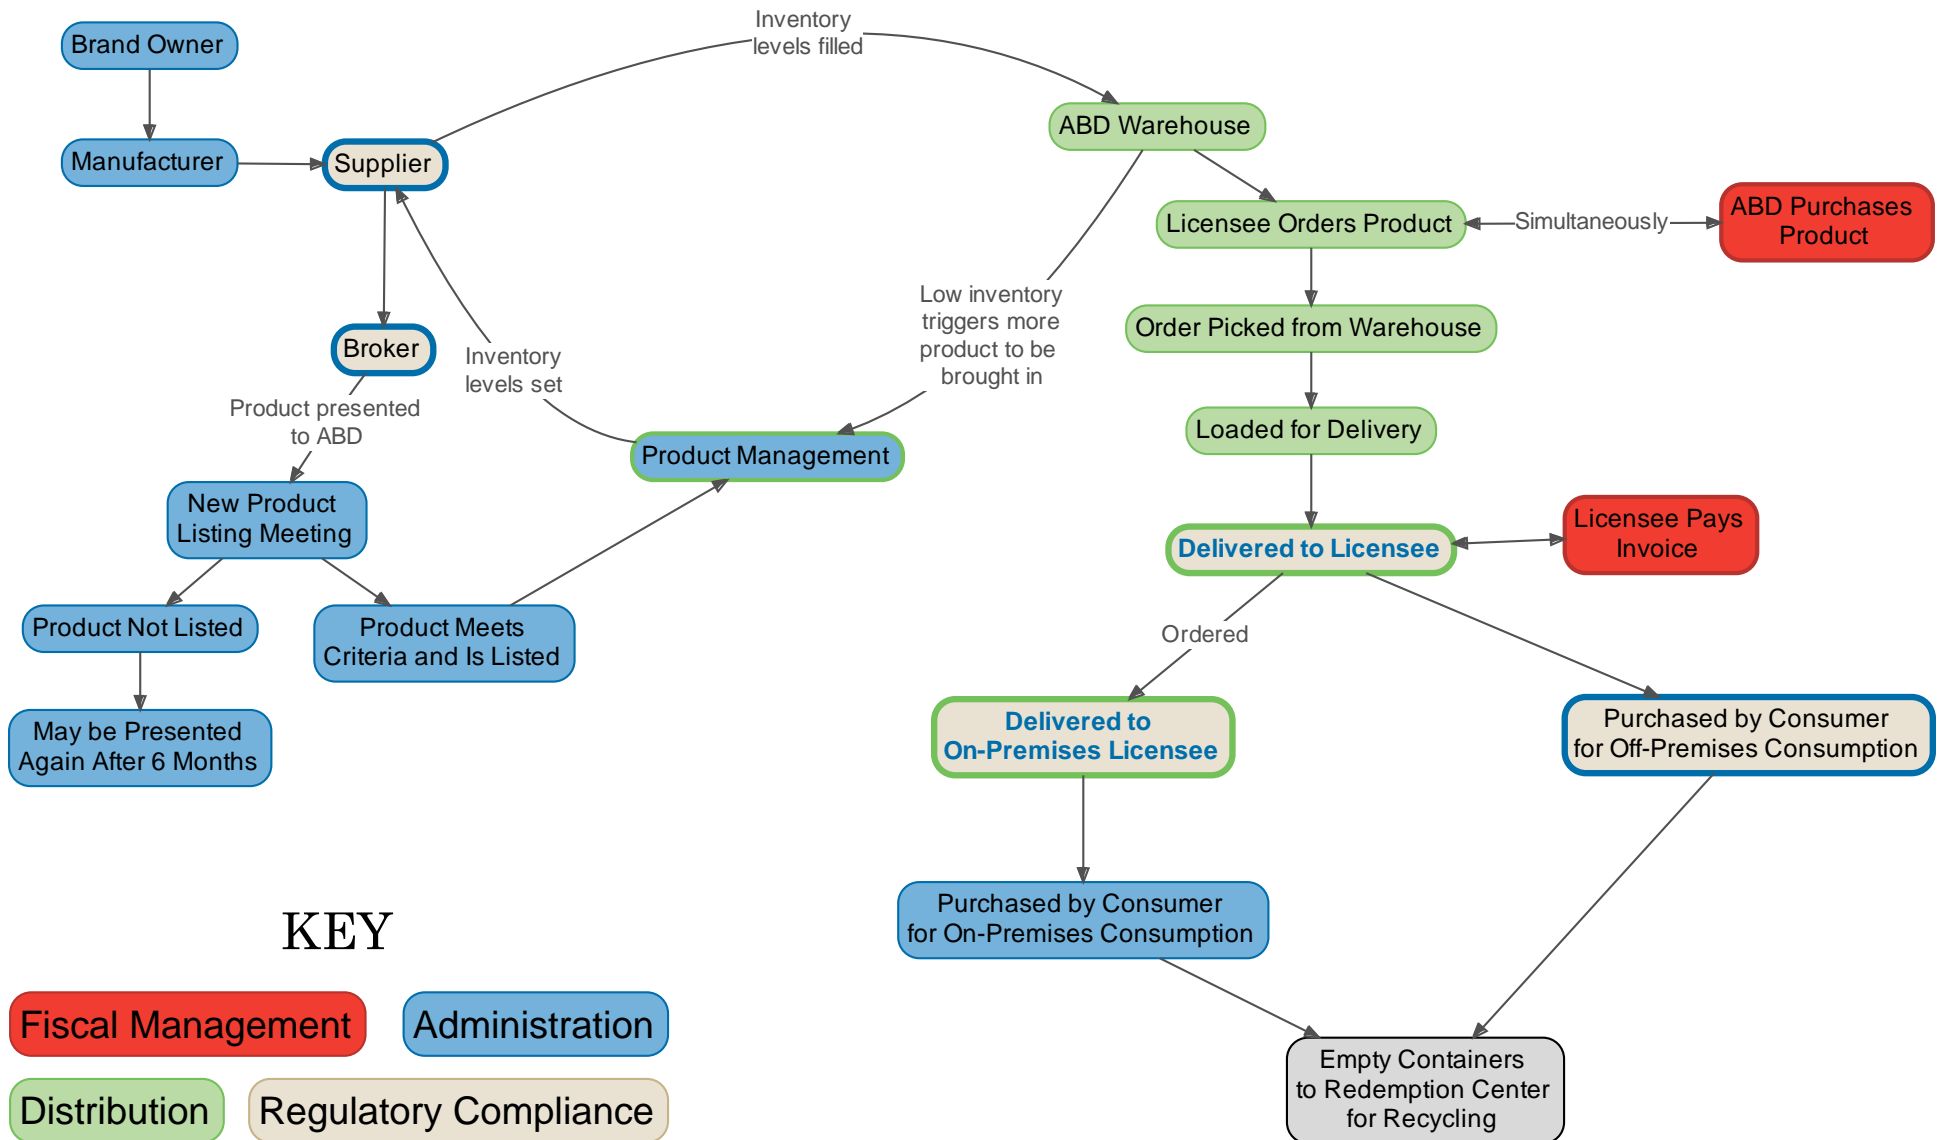 Brand Owner
Manufacturer
Supplier
Inventory
levels filled
ABD Warehouse
Licensee Orders Product
Simultaneously
ABD Purchases
Product
Low inventory
triggers more
product to be
brought in
Order Picked from Warehouse
Broker
Inventory
levels set
Product presented
to ABD
Loaded for Delivery
Product Management
New Product
Listing Meeting
Licensee Pays
Invoice
Delivered to Licensee
Product Not Listed
Product Meets
Criteria and Is Listed
Ordered
May be Presented
Again After 6 Months
Delivered to
On-Premises Licensee
Purchased by Consumer
for Off-Premises Consumption
Purchased by Consumer
for On-Premises Consumption
Empty Containers
to Redemption Center
for Recycling
KEY
Fiscal Management
Administration
Distribution
Regulatory Compliance